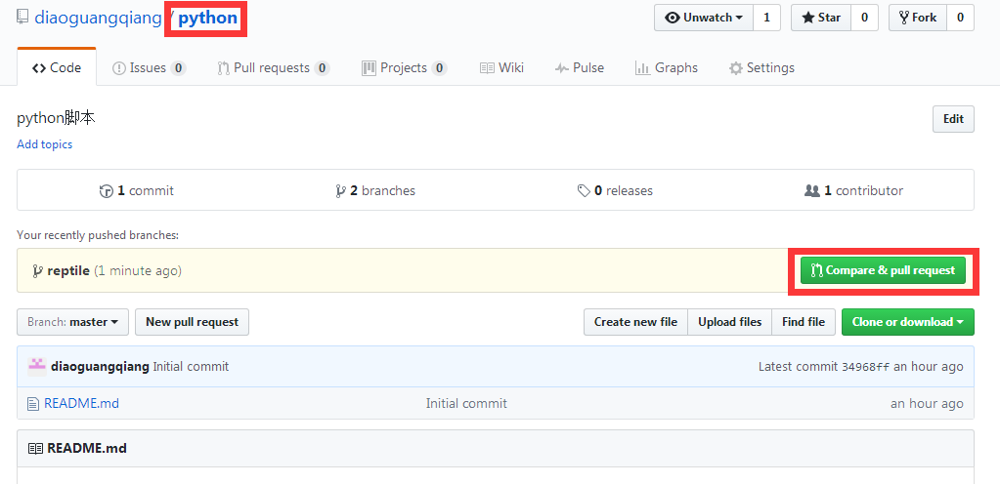 diaoguangqiang / python
Unwatch 1 Star 0 Fork 0
Code Issues 0 Pull requests 0 Projects 0 Wiki Pulse Graphs Settings
python脚本 Edit
Add topics
1 commit 2 branches 0 releases 1 contributor
Your recently pushed branches:
reptile (1 minute ago) Compare & pull request
Branch: master New pull request Create new file Upload files Find file Clone or download
diaoguangqiang Initial commit Latest commit 34968ff an hour ago
README.md Initial commit an hour ago
README.md